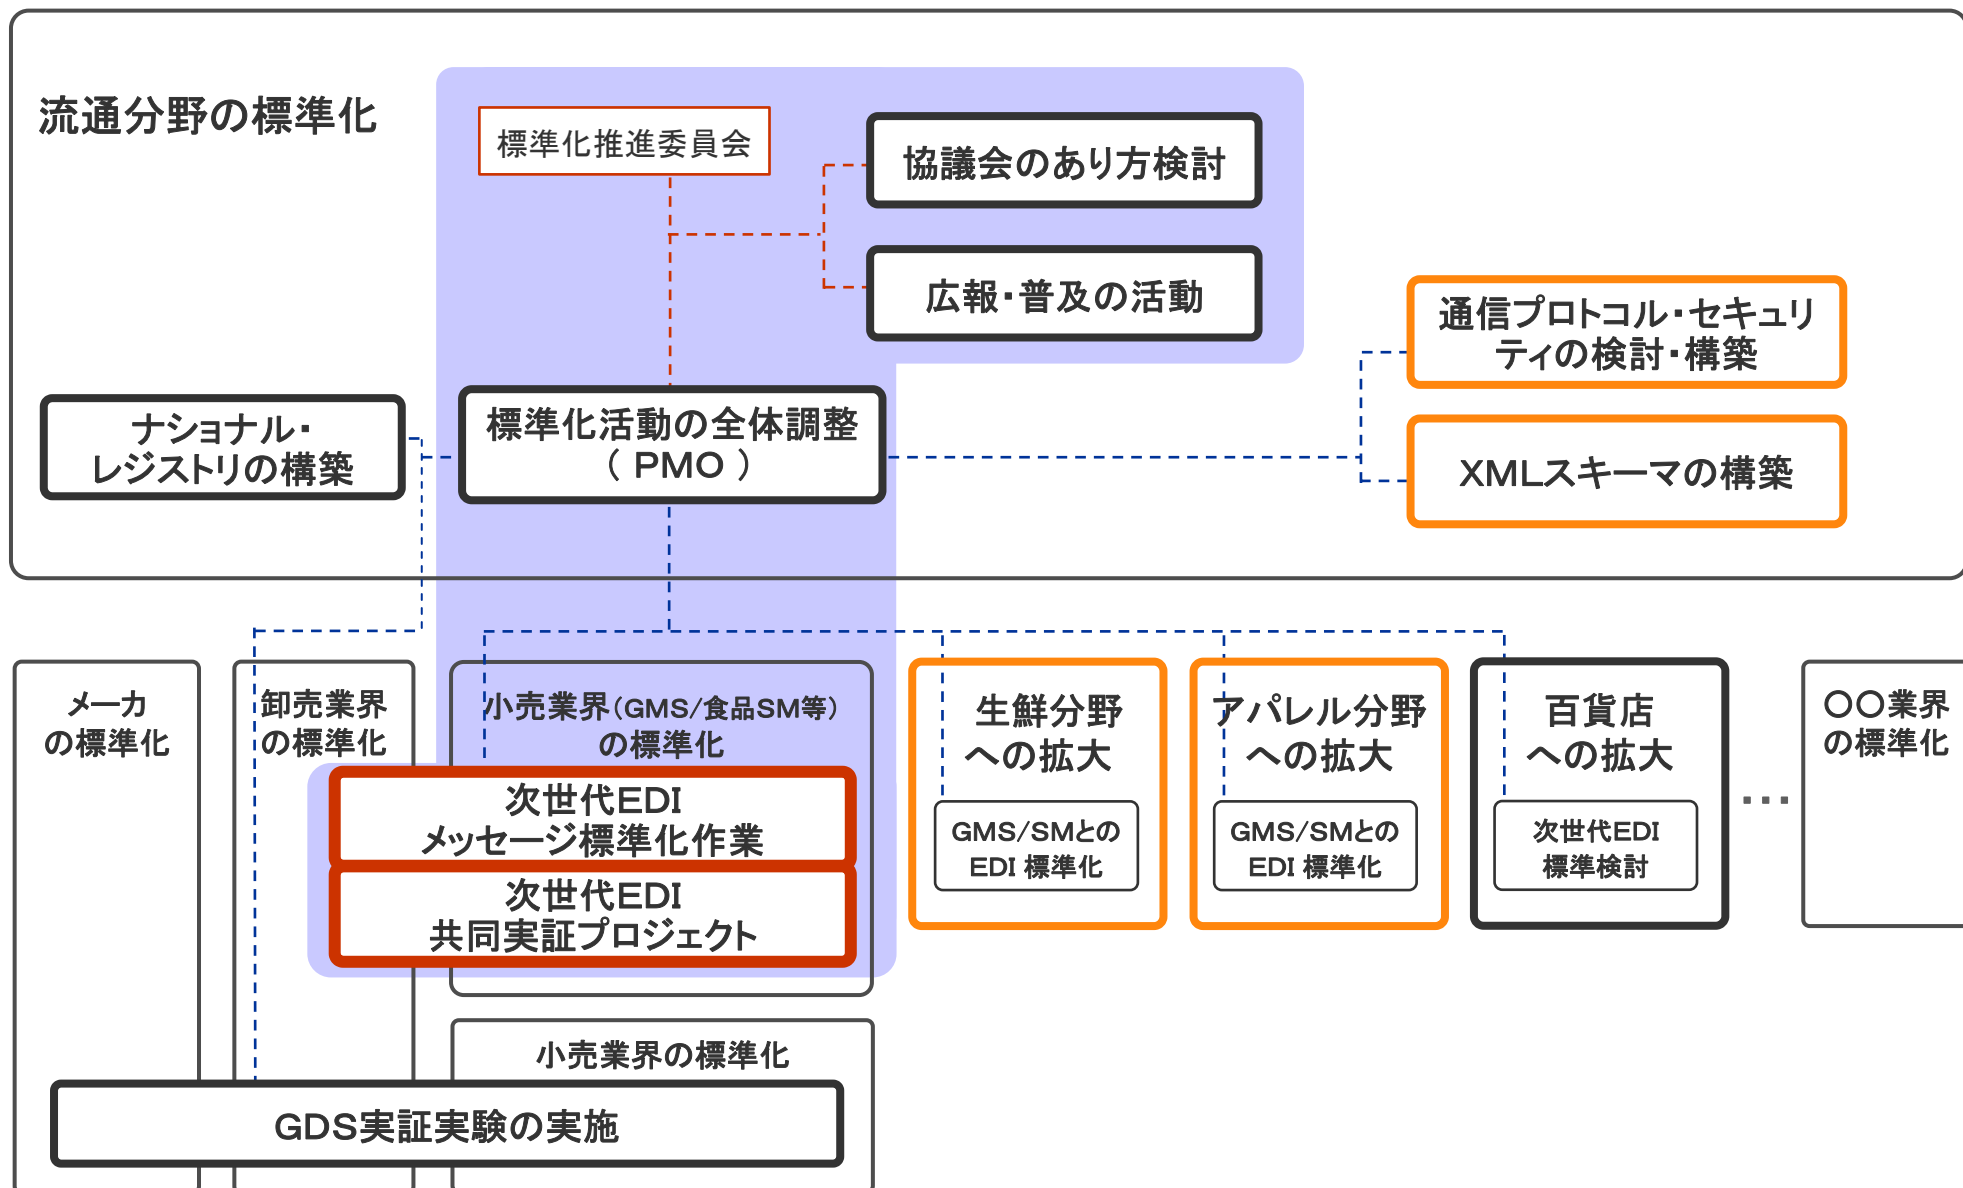 流通分野の標準化
標準化推進委員会
協議会のあり方検討
広報・普及の活動
通信プロトコル・セキュリ
ティの検討・構築
ナショナル・
レジストリの構築
標準化活動の全体調整
（ PMO ）
XMLスキーマの構築
メーカ
の標準化
卸売業界
の標準化
小売業界（GMS/食品SM等）
の標準化
次世代EDI
メッセージ標準化作業
次世代EDI
共同実証プロジェクト
生鮮分野
への拡大
GMS/SMとの
EDI 標準化
アパレル分野
への拡大
GMS/SMとの
EDI 標準化
百貨店
への拡大
次世代EDI
標準検討
…
〇〇業界
の標準化
小売業界の標準化
GDS実証実験の実施